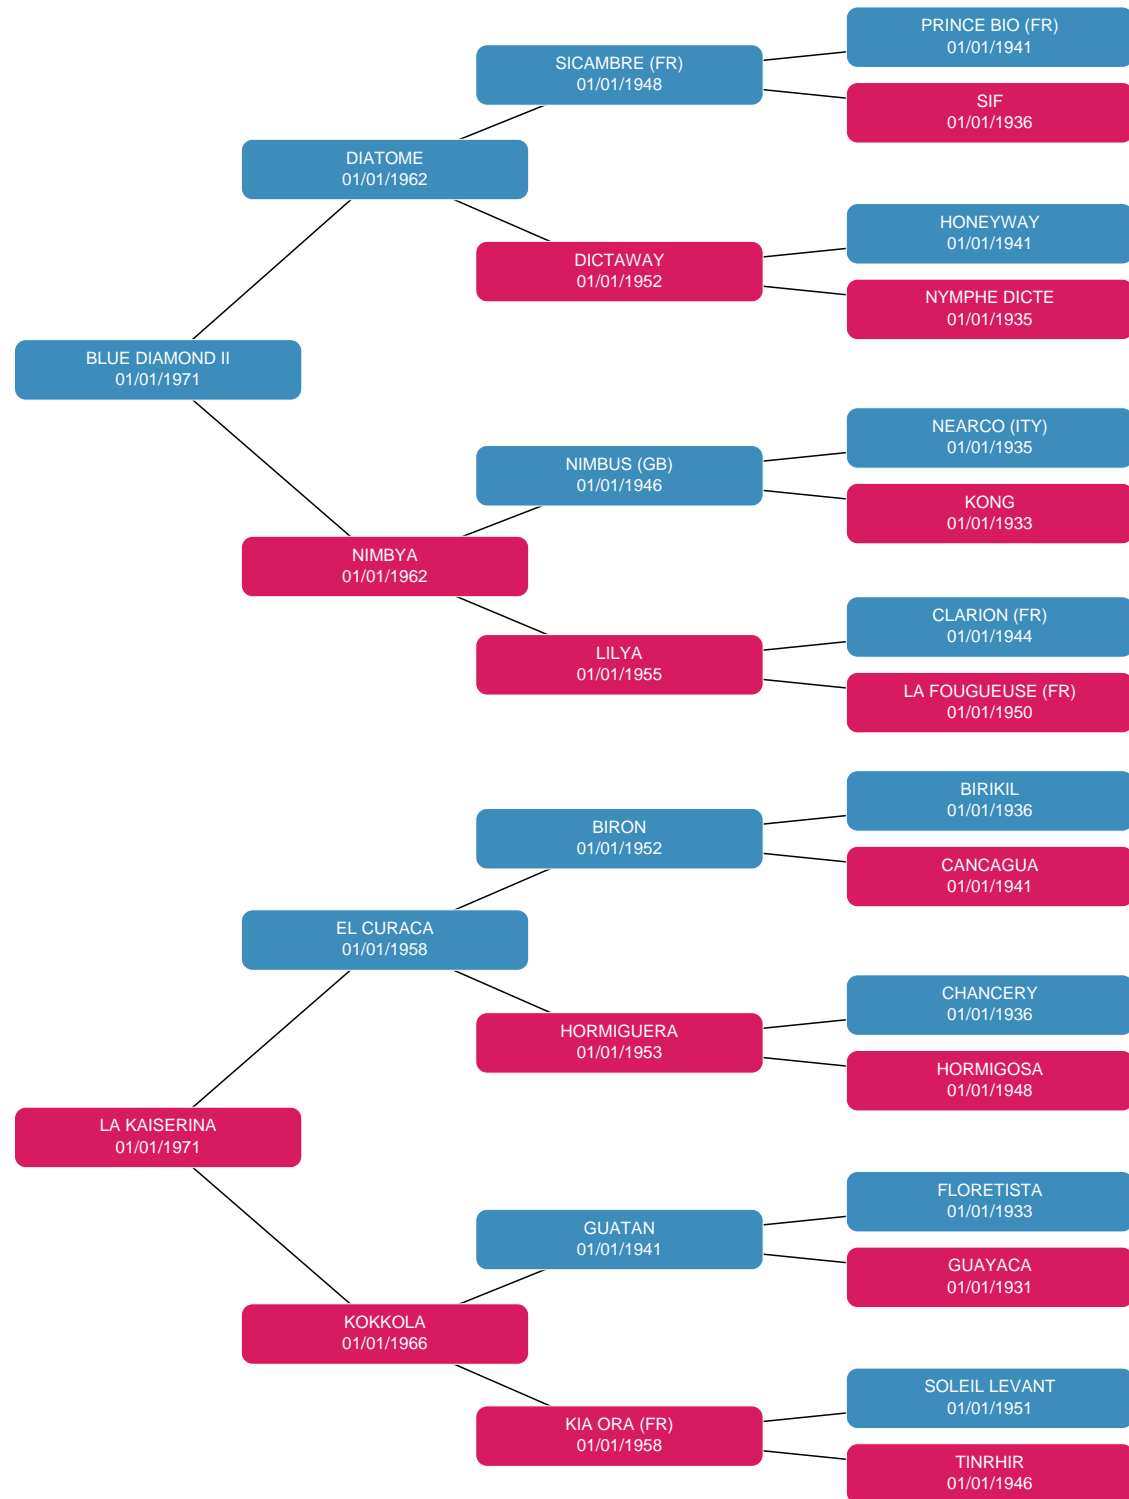 PRINCE BIO (FR)
01/01/1941
SICAMBRE (FR)
01/01/1948
SIF
01/01/1936
DIATOME
01/01/1962
HONEYWAY
01/01/1941
DICTAWAY
01/01/1952
NYMPHE DICTE
01/01/1935
BLUE DIAMOND II
01/01/1971
NEARCO (ITY)
01/01/1935
NIMBUS (GB)
01/01/1946
KONG
01/01/1933
NIMBYA
01/01/1962
CLARION (FR)
01/01/1944
LILYA
01/01/1955
LA FOUGUEUSE (FR)
01/01/1950
BIRIKIL
01/01/1936
BIRON
01/01/1952
CANCAGUA
01/01/1941
EL CURACA
01/01/1958
CHANCERY
01/01/1936
HORMIGUERA
01/01/1953
HORMIGOSA
01/01/1948
LA KAISERINA
01/01/1971
FLORETISTA
01/01/1933
GUATAN
01/01/1941
GUAYACA
01/01/1931
KOKKOLA
01/01/1966
SOLEIL LEVANT
01/01/1951
KIA ORA (FR)
01/01/1958
TINRHIR
01/01/1946